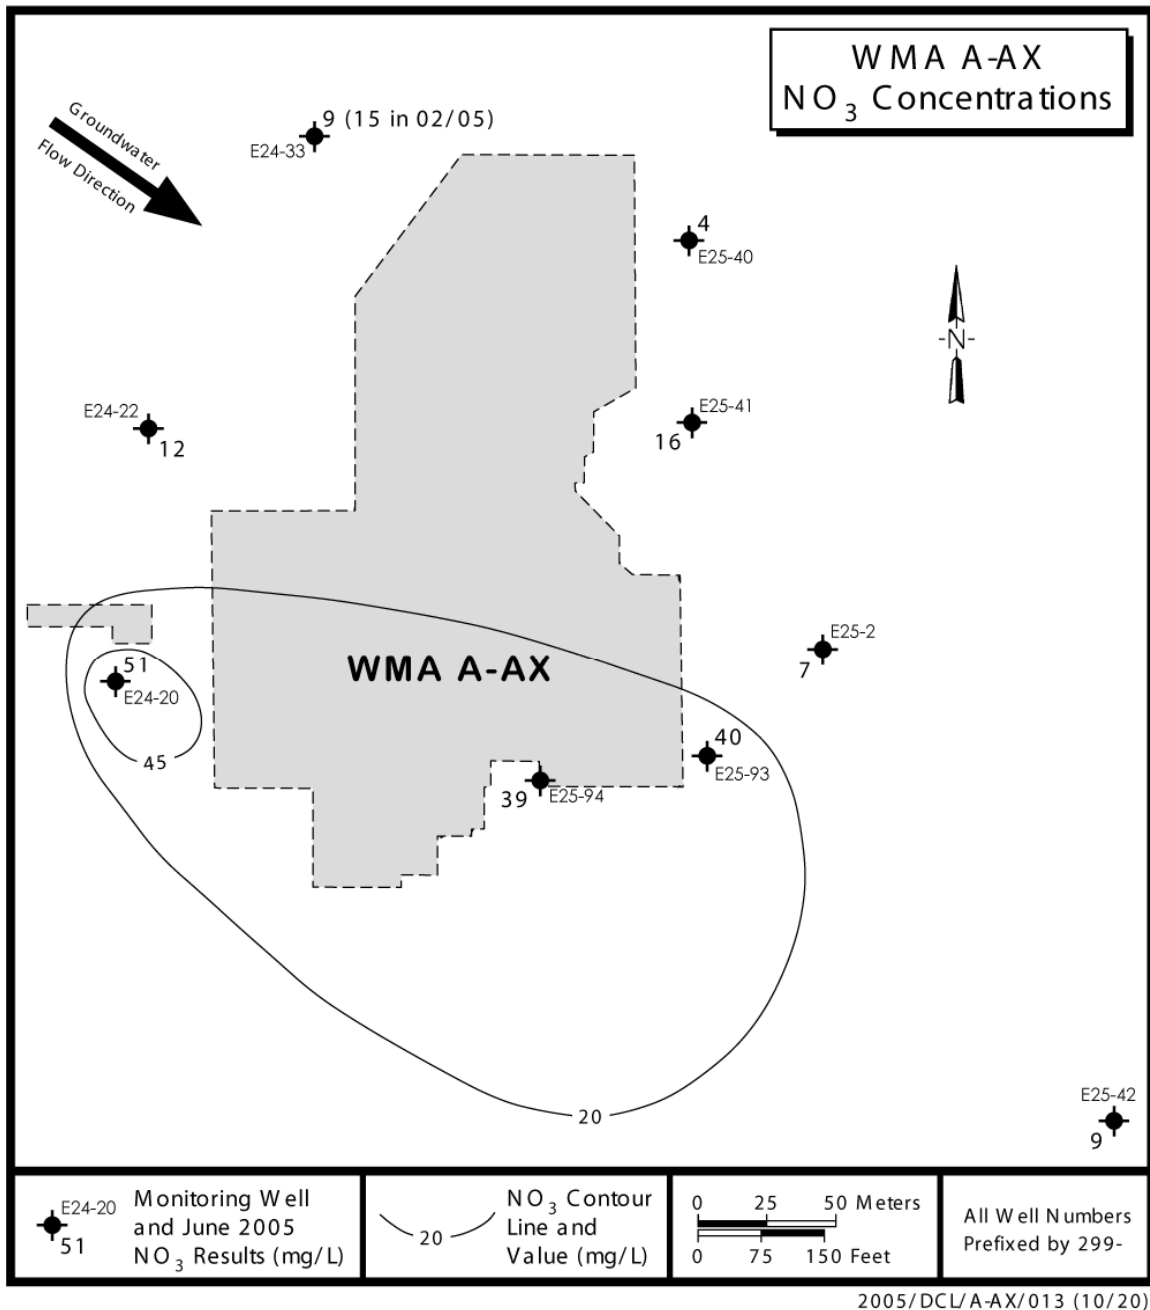 WMA A-AX
NO3 Concentrations
Groundwater
Flow Direction
9 (15 in 02/05)
E24-33
4
E25-40
-N-
E24-22
12
E25-41
16
E25-2
7
WMA A-AX
51
E24-20
45
40
E25-93
39
E25-94
20
E25-42
9
E24-20
51
Monitoring Well
and June 2005
NO3 Results (mg/L)
20
NO3 Contour
Line and
Value (mg/L)
0 25 50 Meters
0 75 150 Feet
All Well Numbers
Prefixed by 299-
2005/DCL/A-AX/013 (10/20)